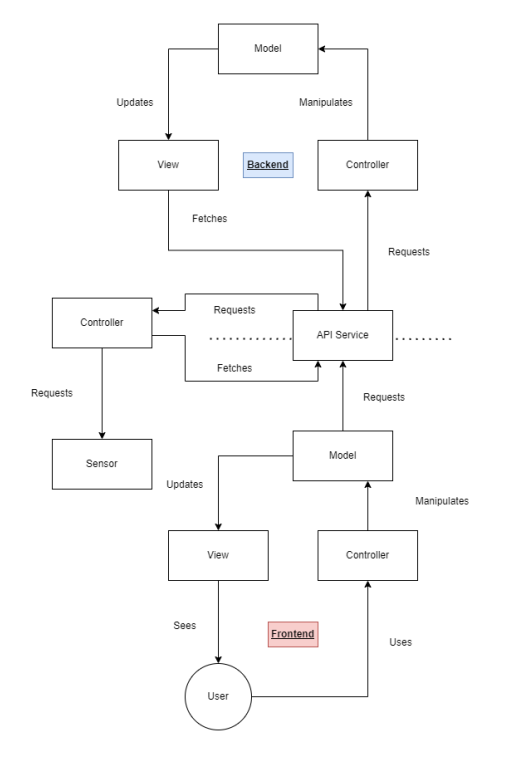 Model
Updates
Manipulates
View
Backend
Controller
Fetches
Requests
Controller
Requests
API Service
Fetches
Requests
Requests
Sensor
Model
Updates
Manipulates
View
Controller
Sees
Frontend
Uses
User